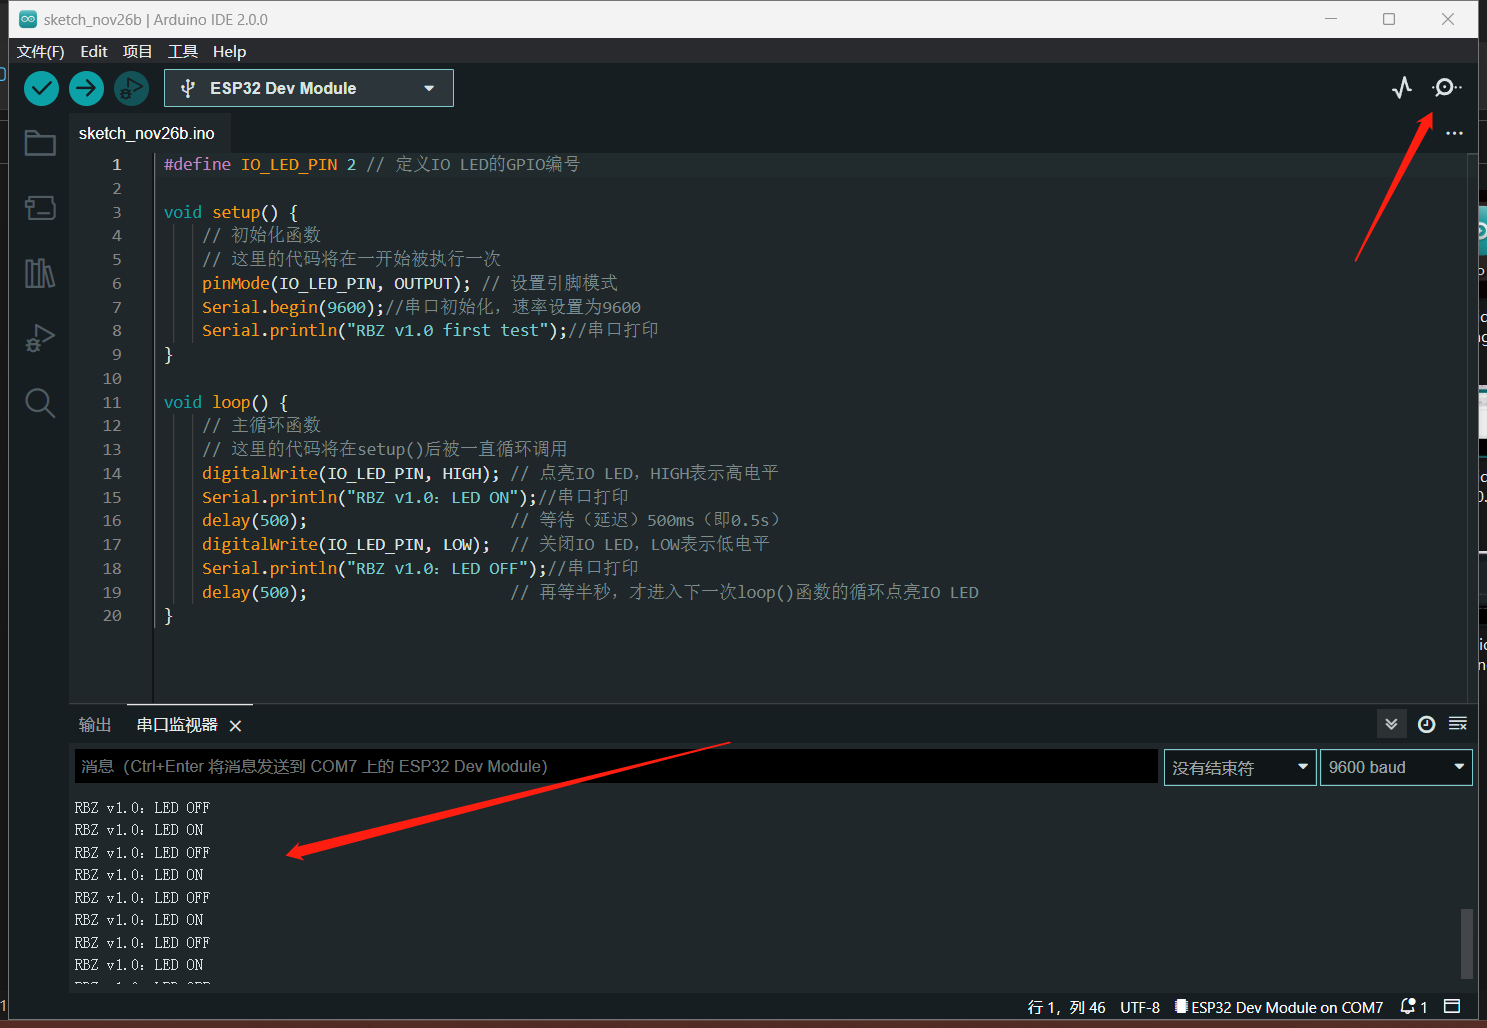 sketch_nov26b | Arduino IDE 2.0.0
文件(F) Edit 项目 工具 Help
ESP32 Dev Module
sketch_nov26b.ino
1 #define IO_LED_PIN 2 // 定义IO LED的GPIO编号
2
3 void setup() {
4 // 初始化函数
5 // 这里的代码将在一开始被执行一次
6 pinMode(IO_LED_PIN, OUTPUT); // 设置引脚模式
7 Serial.begin(9600);//串口初始化，速率设置为9600
8 Serial.println("RBZ v1.0 first test");//串口打印
9 }
10
11 void loop() {
12 // 主循环函数
13 // 这里的代码将在setup()后被一直循环调用
14 digitalWrite(IO_LED_PIN, HIGH); // 点亮IO LED，HIGH表示高电平
15 Serial.println("RBZ v1.0：LED ON");//串口打印
16 delay(500); // 等待（延迟）500ms（即0.5s）
17 digitalWrite(IO_LED_PIN, LOW); // 关闭IO LED，LOW表示低电平
18 Serial.println("RBZ v1.0：LED OFF");//串口打印
19 delay(500); // 再等半秒，才进入下一次loop()函数的循环点亮IO LED
20 }
输出 串口监视器
消息（Ctrl+Enter 将消息发送到 COM7 上的 ESP32 Dev Module） 没有结束符 9600 baud
RBZ v1.0：LED OFF
RBZ v1.0：LED ON
RBZ v1.0：LED OFF
RBZ v1.0：LED ON
RBZ v1.0：LED OFF
RBZ v1.0：LED ON
RBZ v1.0：LED OFF
RBZ v1.0：LED ON
行 1，列 46 UTF-8 ESP32 Dev Module on COM7 1